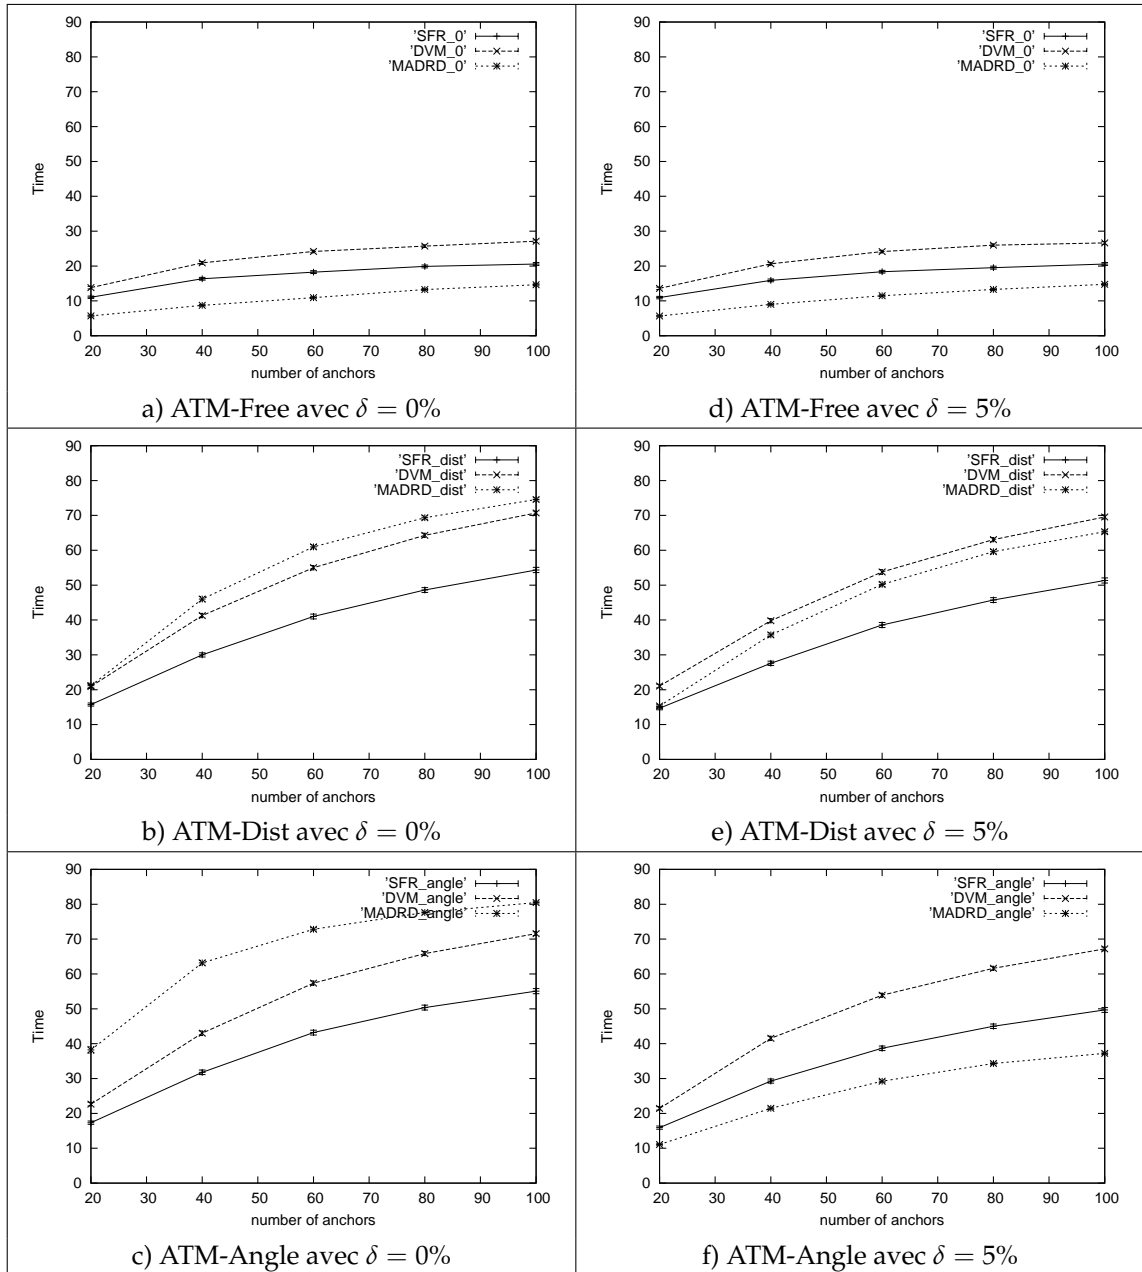 90
80
70
60
50
40
30
20
10
0
Time
'SFR_0'
'DVM_0'
'MADRD_0'
20 30 40 50 60 70 80 90 100
number of anchors
a) ATM-Free avec δ = 0%
90
80
70
60
50
40
30
20
10
0
Time
'SFR_0'
'DVM_0'
'MADRD_0'
20 30 40 50 60 70 80 90 100
number of anchors
d) ATM-Free avec δ = 5%
90
80
70
60
50
40
30
20
10
0
Time
'SFR_dist'
'DVM_dist'
'MADRD_dist'
20 30 40 50 60 70 80 90 100
number of anchors
b) ATM-Dist avec δ = 0%
90
80
70
60
50
40
30
20
10
0
Time
'SFR_dist'
'DVM_dist'
'MADRD_dist'
20 30 40 50 60 70 80 90 100
number of anchors
e) ATM-Dist avec δ = 5%
90
80
70
60
50
40
30
20
10
0
Time
'SFR_angle'
'DVM_angle'
'MADRD_angle'
20 30 40 50 60 70 80 90 100
number of anchors
c) ATM-Angle avec δ = 0%
90
80
70
60
50
40
30
20
10
0
Time
'SFR_angle'
'DVM_angle'
'MADRD_angle'
20 30 40 50 60 70 80 90 100
number of anchors
f) ATM-Angle avec δ = 5%